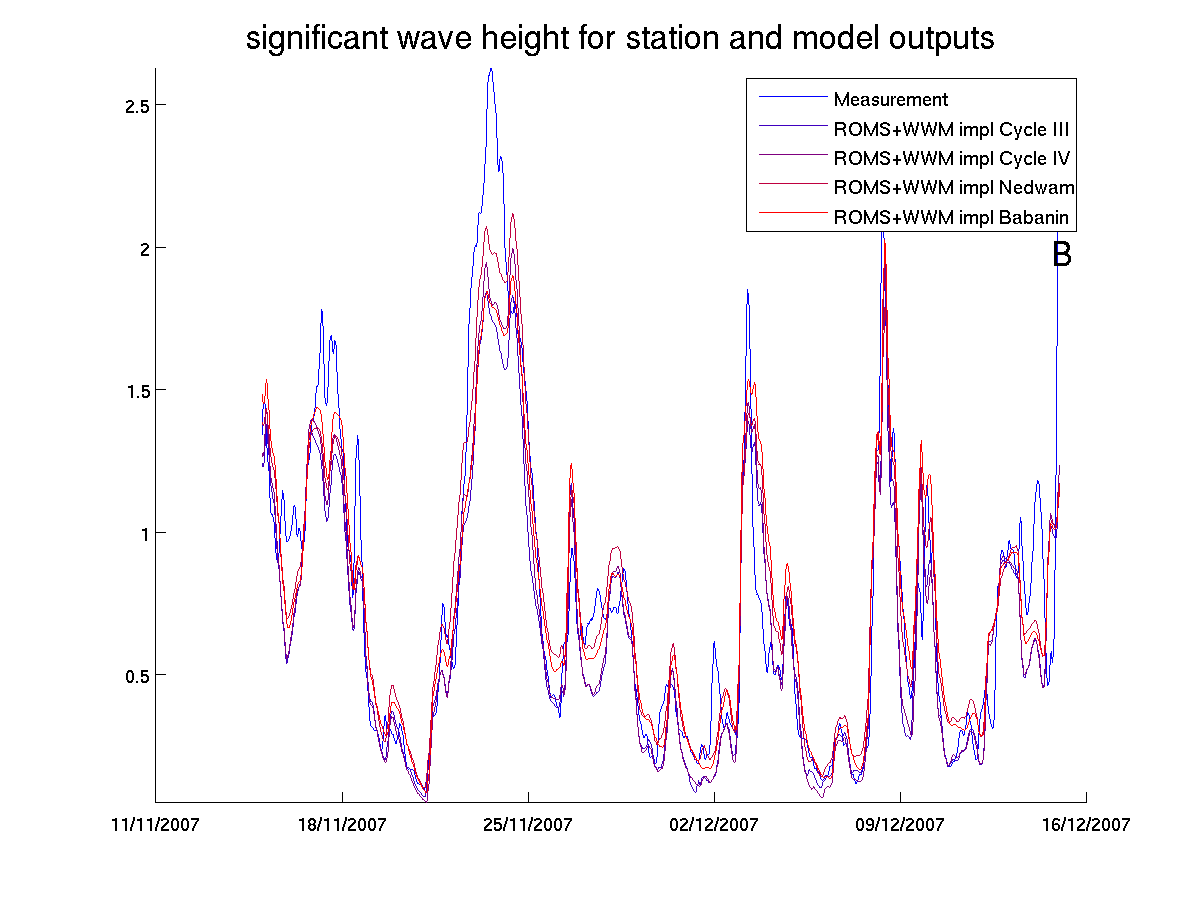 significant wave height for station and model outputs
2.5
2
1.5
1
0.5
Measurement
ROMS+WWM impl Cycle III
ROMS+WWM impl Cycle IV
ROMS+WWM impl Nedwam
ROMS+WWM impl Babanin
B
11/11/2007 18/11/2007 25/11/2007 02/12/2007 09/12/2007 16/12/2007